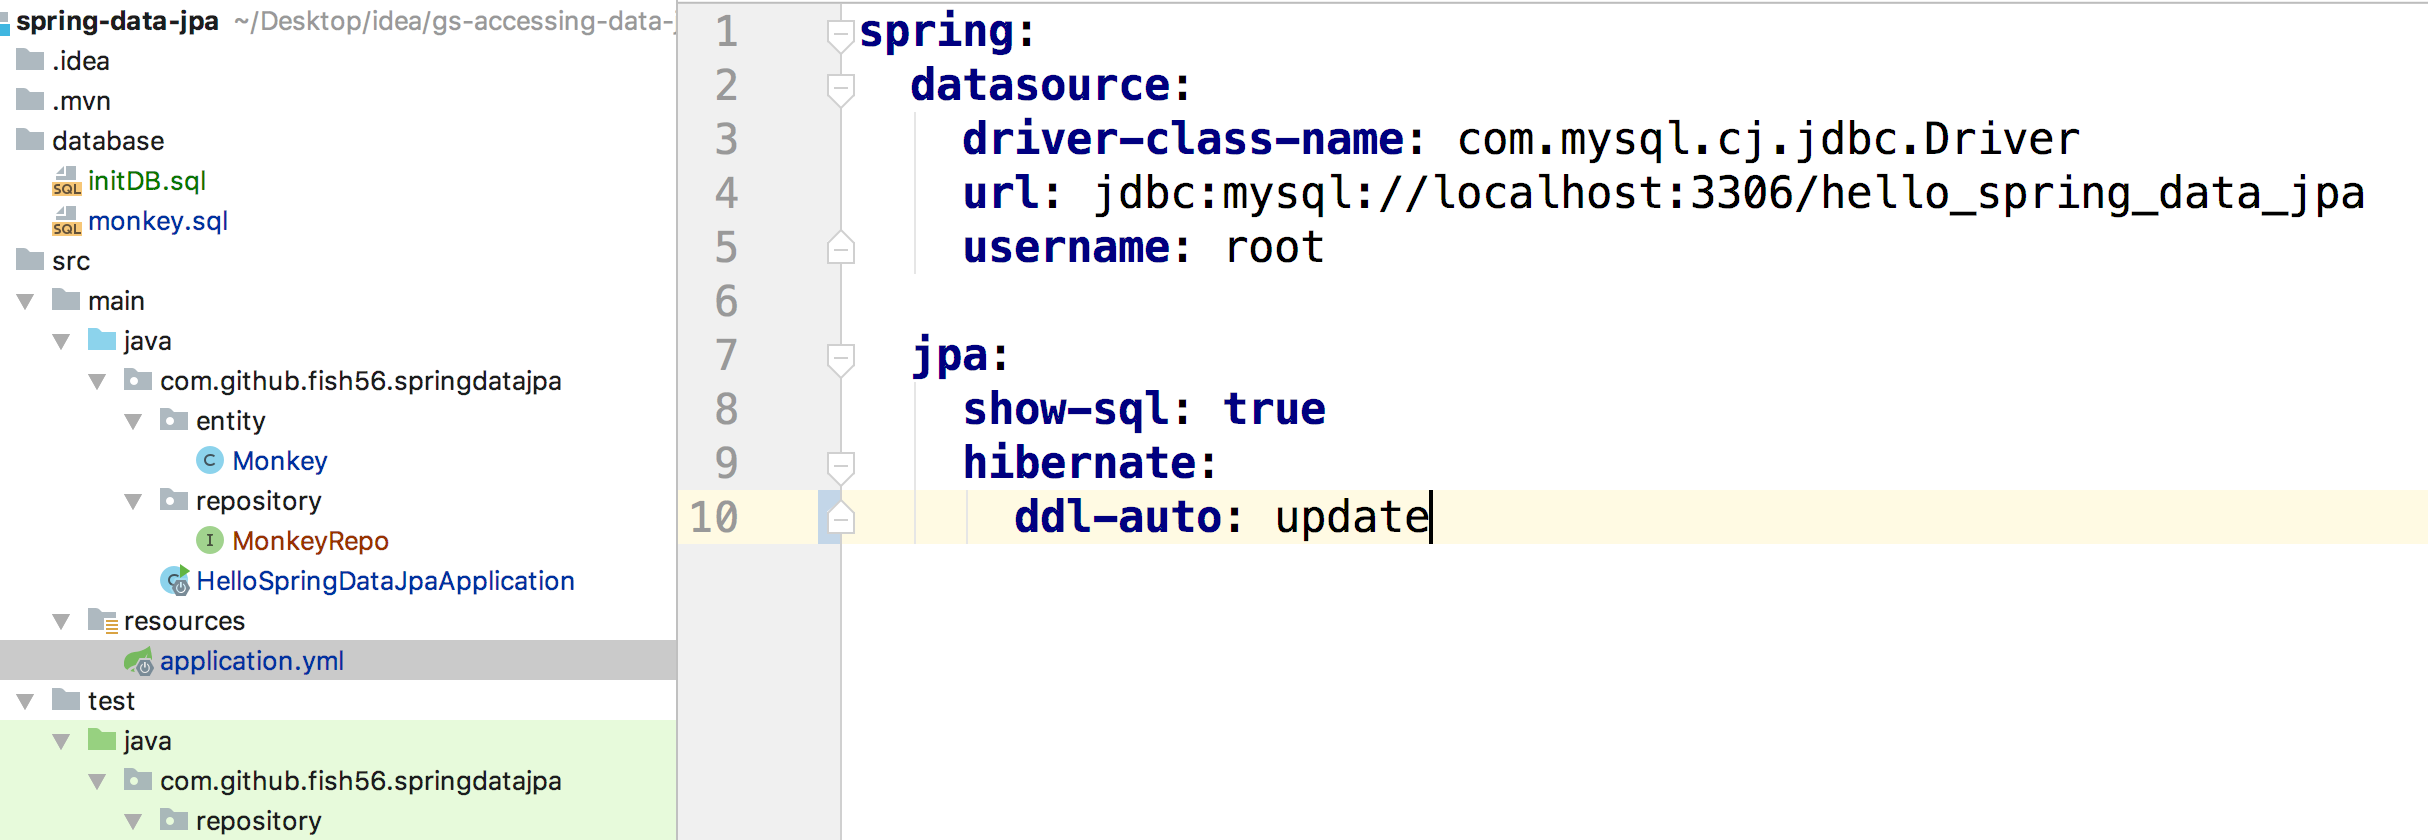 spring-data-jpa ~/Desktop/idea/gs-accessing-data-
.idea
.mvn
database
SQL initDB.sql
SQL monkey.sql
src
main
java
com.github.fish56.springdatajpa
entity
C Monkey
repository
I MonkeyRepo
C HelloSpringDataJpaApplication
resources
application.yml
test
java
com.github.fish56.springdatajpa
repository
1 spring:
2 datasource:
3 driver-class-name: com.mysql.cj.jdbc.Driver
4 url: jdbc:mysql://localhost:3306/hello_spring_data_jpa
5 username: root
6
7 jpa:
8 show-sql: true
9 hibernate:
10 ddl-auto: update